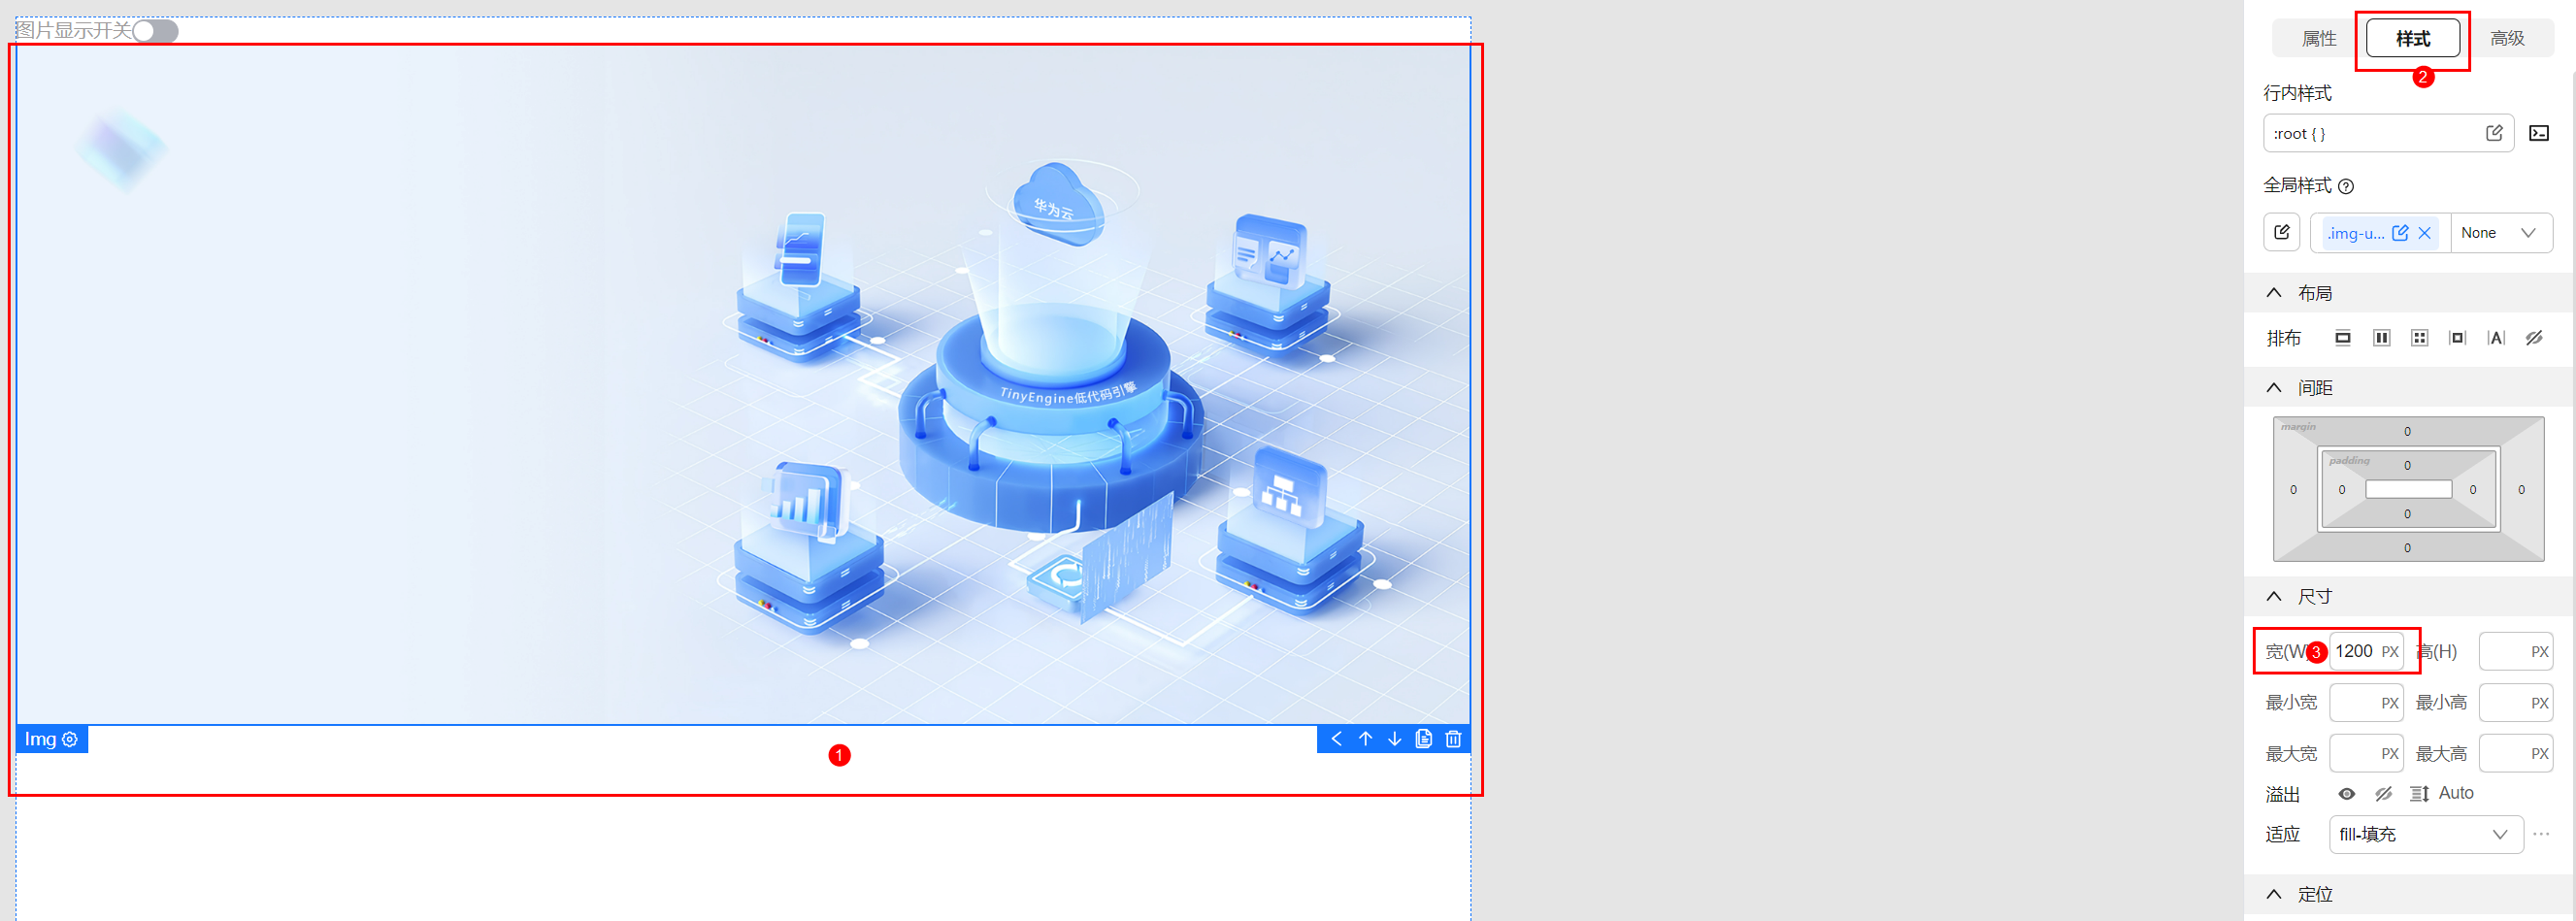 图片显示开关
华为云
TinyEngine低代码引擎
Img
1
属性
样式
高级
2
行内样式
:root { }
全局样式
.img-u...
None
布局
排布
间距
margin
0
padding
0
0
0
0
0
0
0
尺寸
宽(W)
3
1200 PX
高(H)
PX
最小宽
PX
最小高
PX
最大宽
PX
最大高
PX
溢出
Auto
适应
fill-填充
定位